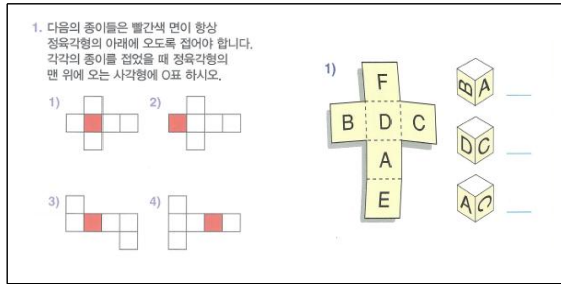 1. 다음의 종이들은 빨간색 면이 항상
정육각형의 아래에 오도록 접어야 합니다.
각각의 종이를 접었을 때 정육각형의
맨 위에 오는 사각형에 O표 하시오.
1)
2)
3)
4)
1)
F
B D C
A
E
B A
D C
A C